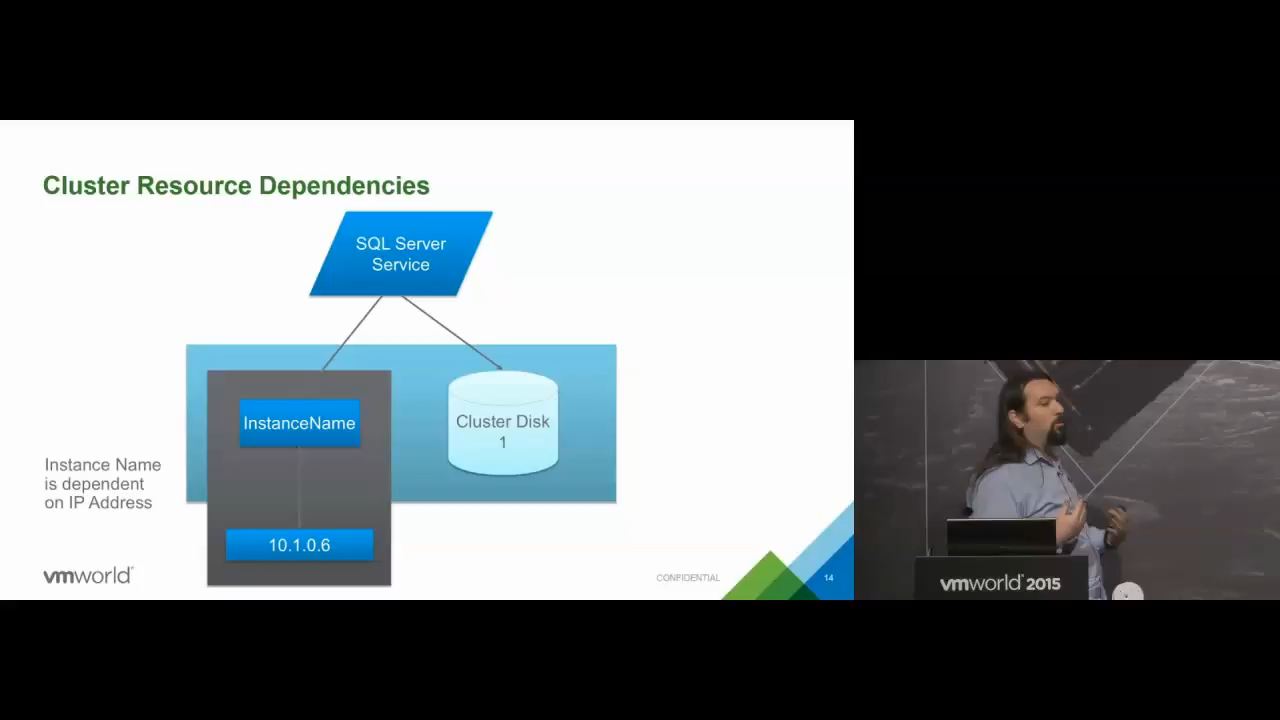 Cluster Resource Dependencies
SQL Server
Service
InstanceName
Cluster Disk
1
Instance Name
is dependent
on IP Address
10.1.0.6
vmworld
CONFIDENTIAL
14
vmworld 2015